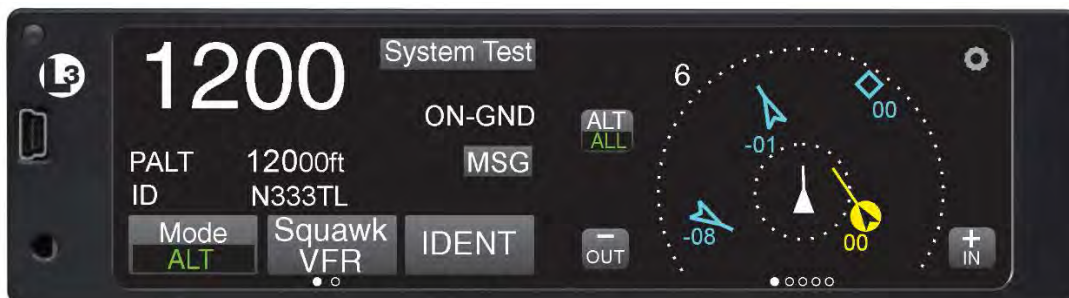 L3
1200
System Test
ON-GND
PALT 12000ft
MSG
ID N333TL
Mode
ALT
Squawk
VFR
IDENT
ALT
ALL
6
00
-01
-08
00
−
OUT
+
IN